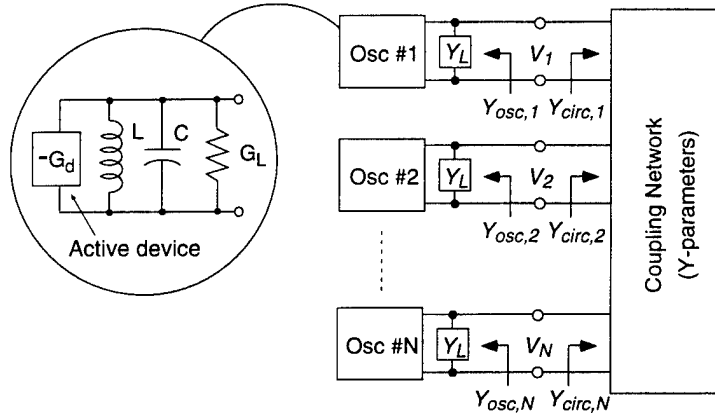 Osc #1
Y_L
V_1
Y_osc,1
Y_circ,1
-G_d
L
C
G_L
Active device
Osc #2
Y_L
V_2
Y_osc,2
Y_circ,2
Osc #N
Y_L
V_N
Y_osc,N
Y_circ,N
Coupling Network
(Y-parameters)